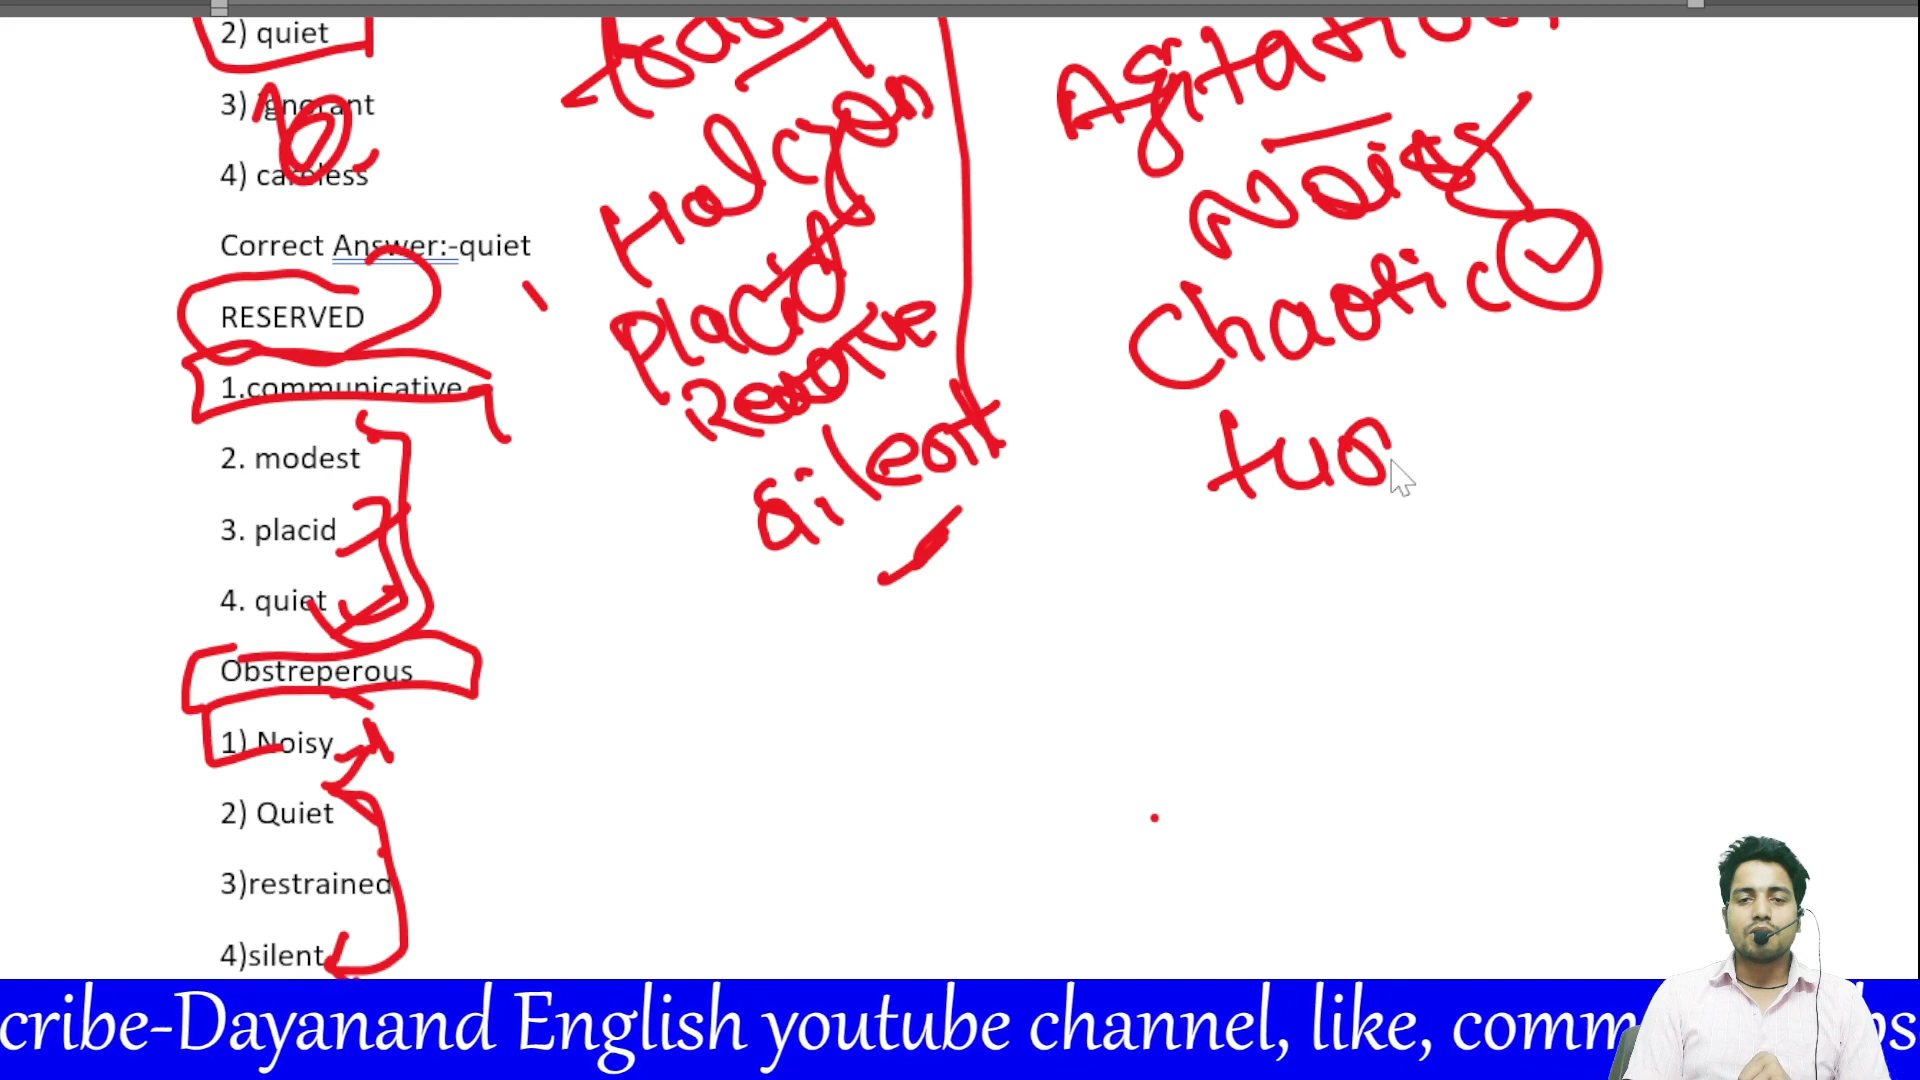 2) quiet
3) ignorant
4) careless
Correct Answer:-quiet
RESERVED
1.communicative
2. modest
3. placid
4. quiet
Obstreperous
1) Noisy
2) Quiet
3)restrained
4)silent
Halcyon
Placid
Reserve
silent
Agitation
Noisy
Chaotic
cribe-Dayanand English youtube channel, like, comm